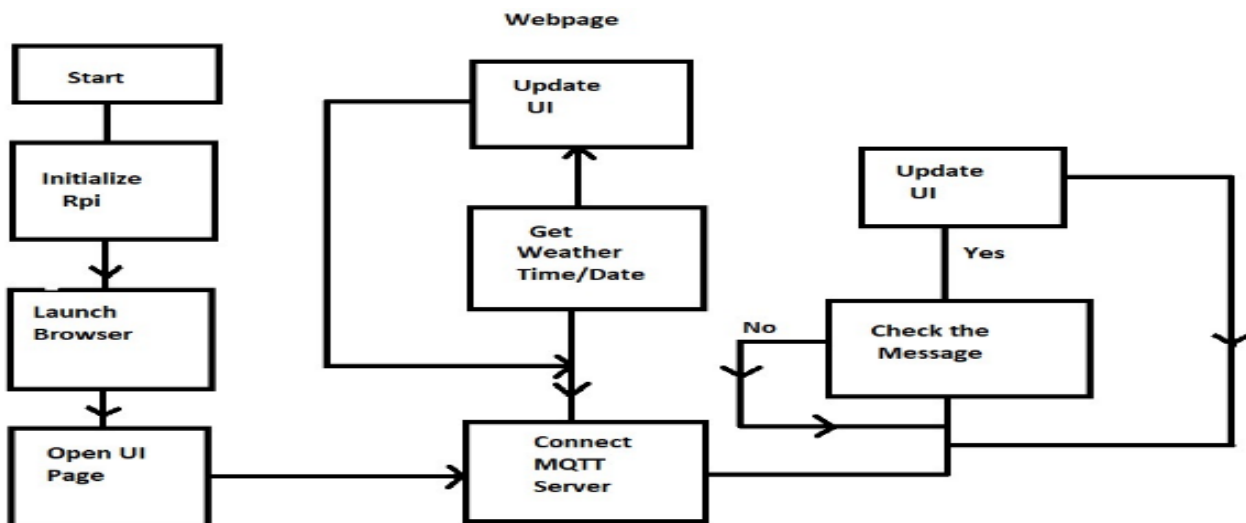 Webpage
Start
Initialize
Rpi
Launch
Browser
Open UI
Page
Update
UI
Get
Weather
Time/Date
Connect
MQTT
Server
Update
UI
Yes
No
Check the
Message